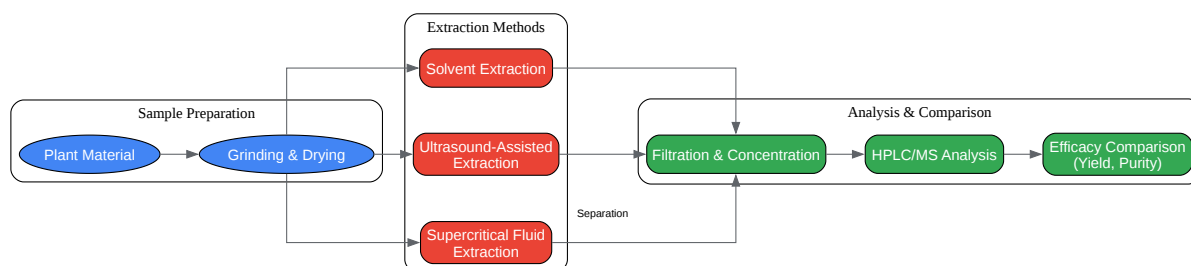 Sample Preparation
Plant Material
Grinding & Drying
Extraction Methods
Solvent Extraction
Ultrasound-Assisted
Extraction
Supercritical Fluid
Extraction
Separation
Analysis & Comparison
Filtration & Concentration
HPLC/MS Analysis
Efficacy Comparison
(Yield, Purity)